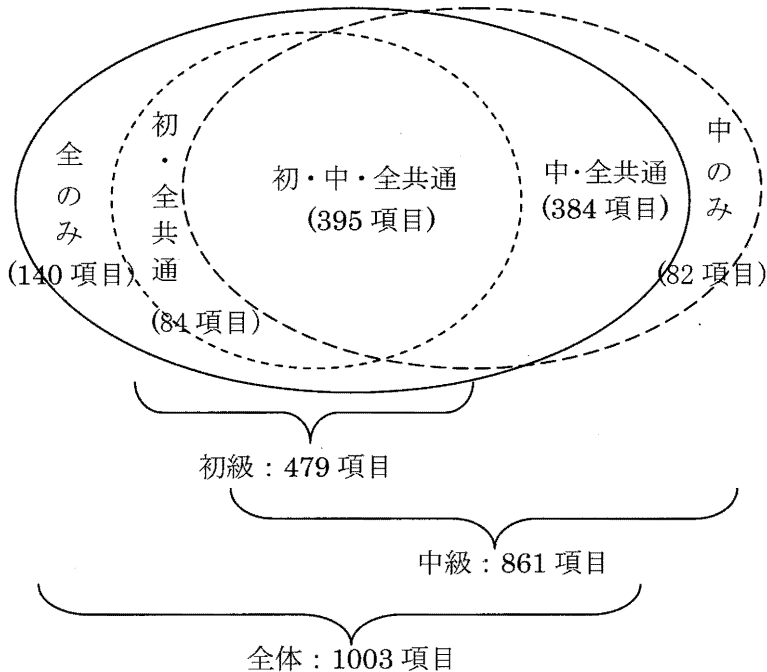 全のみ
(140 項目)
初・全共通
(84 項目)
初・中・全共通
(395 項目)
中・全共通
(384 項目)
中のみ
(82 項目)
初級：479 項目
中級：861 項目
全体：1003 項目